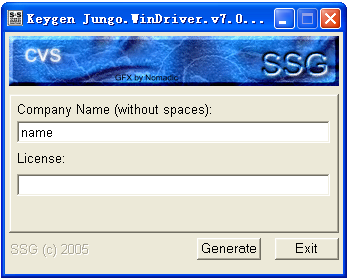 Keygen Jungo.WinDriver.v7.0...
CVS
SSG
GFX by Nomadic
Company Name (without spaces):
name
License:
SSG (c) 2005
Generate
Exit